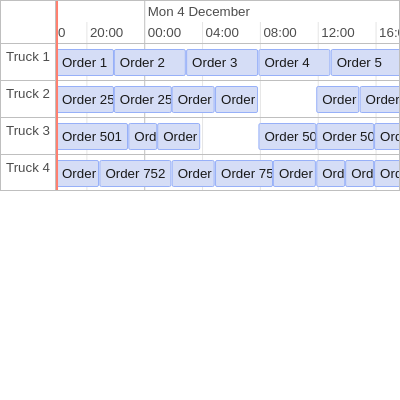 Mon 4 December
0 20:00 00:00 04:00 08:00 12:00 16:0
Truck 1 Order 1 Order 2 Order 3 Order 4 Order 5
Truck 2 Order 25 Order 25 Order Order Order Order
Truck 3 Order 501 Ord Order Order 50 Order 50 Ord
Truck 4 Order Order 752 Order Order 75 Order Ord Ord Ord